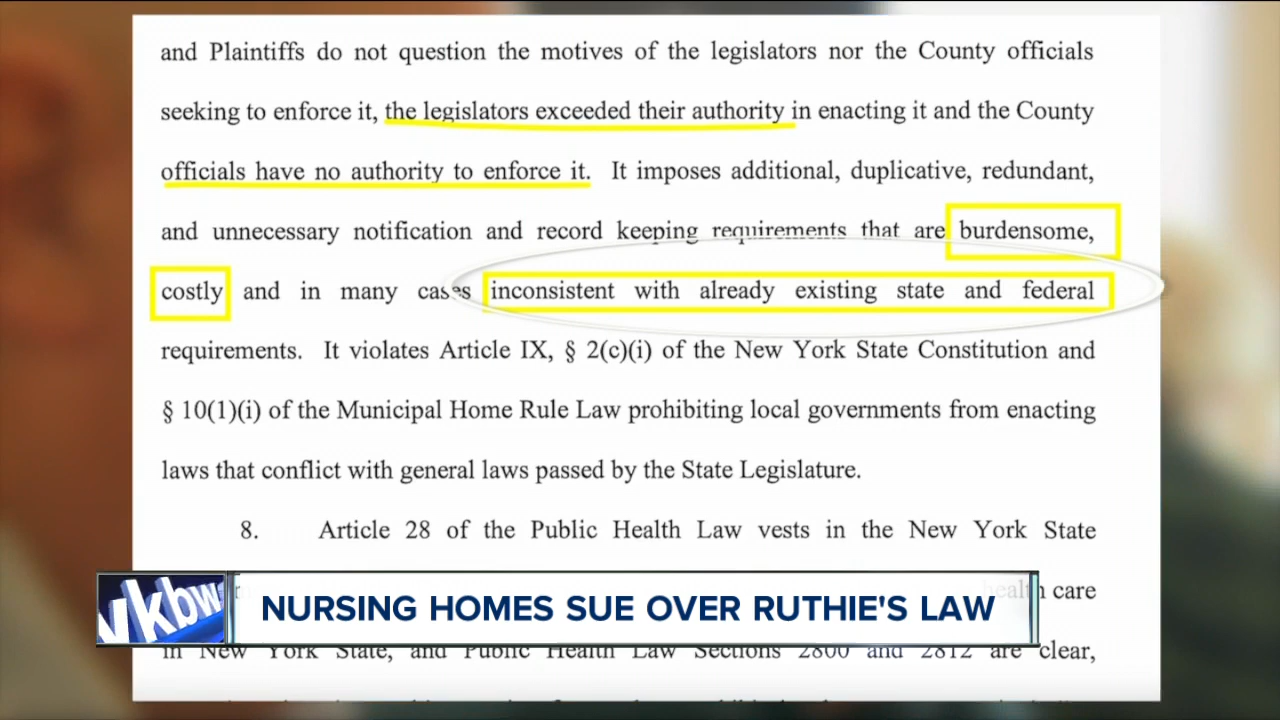 and Plaintiffs do not question the motives of the legislators nor the County officials
seeking to enforce it, the legislators exceeded their authority in enacting it and the County
officials have no authority to enforce it. It imposes additional, duplicative, redundant,
and unnecessary notification and record keeping requirements that are burdensome,
costly and in many cases inconsistent with already existing state and federal
requirements. It violates Article IX, § 2(c)(i) of the New York State Constitution and
§ 10(1)(i) of the Municipal Home Rule Law prohibiting local governments from enacting
laws that conflict with general laws passed by the State Legislature.
8. Article 28 of the Public Health Law vests in the New York State
health care
wkbw NURSING HOMES SUE OVER RUTHIE'S LAW
in New York State, and Public Health Law Sections 2800 and 2812 are clear,